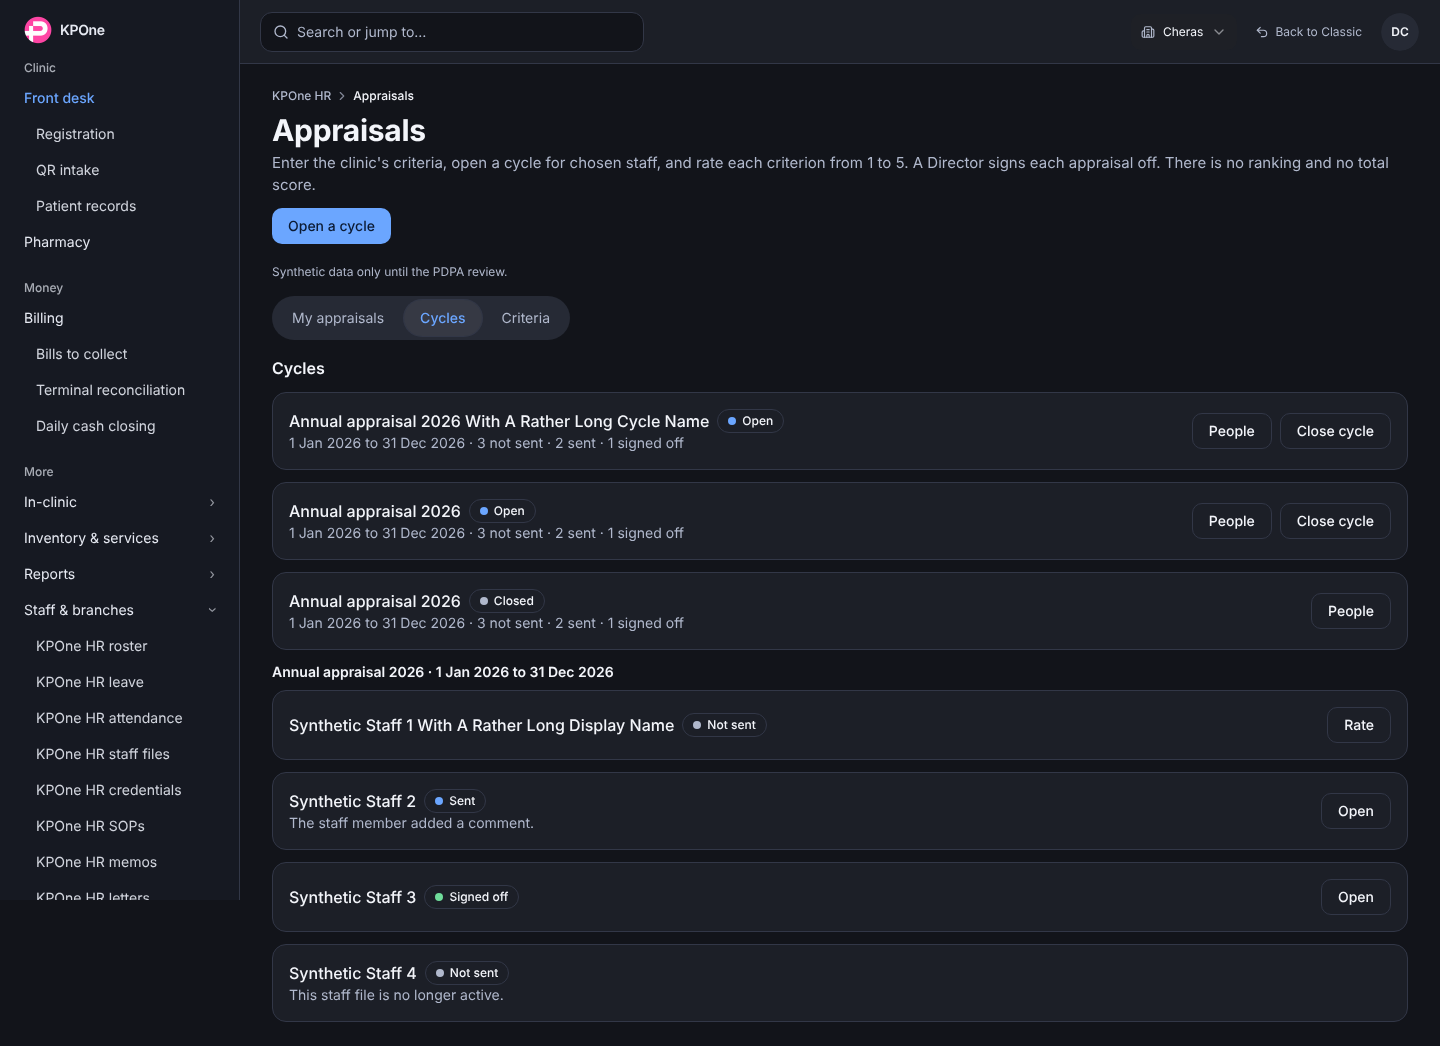 KPOne
Search or jump to...
Cheras
Back to Classic
DC
Clinic
Front desk
Registration
QR intake
Patient records
Pharmacy
Money
Billing
Bills to collect
Terminal reconciliation
Daily cash closing
More
In-clinic
Inventory & services
Reports
Staff & branches
KPOne HR roster
KPOne HR leave
KPOne HR attendance
KPOne HR staff files
KPOne HR credentials
KPOne HR SOPs
KPOne HR memos
KPOne HR letters
KPOne HR > Appraisals
Appraisals
Enter the clinic's criteria, open a cycle for chosen staff, and rate each criterion from 1 to 5. A Director signs each appraisal off. There is no ranking and no total
score.
Open a cycle
Synthetic data only until the PDPA review.
My appraisals Cycles Criteria
Cycles
Annual appraisal 2026 With A Rather Long Cycle Name Open
1 Jan 2026 to 31 Dec 2026 · 3 not sent · 2 sent · 1 signed off
People Close cycle
Annual appraisal 2026 Open
1 Jan 2026 to 31 Dec 2026 · 3 not sent · 2 sent · 1 signed off
People Close cycle
Annual appraisal 2026 Closed
1 Jan 2026 to 31 Dec 2026 · 3 not sent · 2 sent · 1 signed off
People
Annual appraisal 2026 · 1 Jan 2026 to 31 Dec 2026
Synthetic Staff 1 With A Rather Long Display Name Not sent
Rate
Synthetic Staff 2 Sent
The staff member added a comment.
Open
Synthetic Staff 3 Signed off
Open
Synthetic Staff 4 Not sent
This staff file is no longer active.